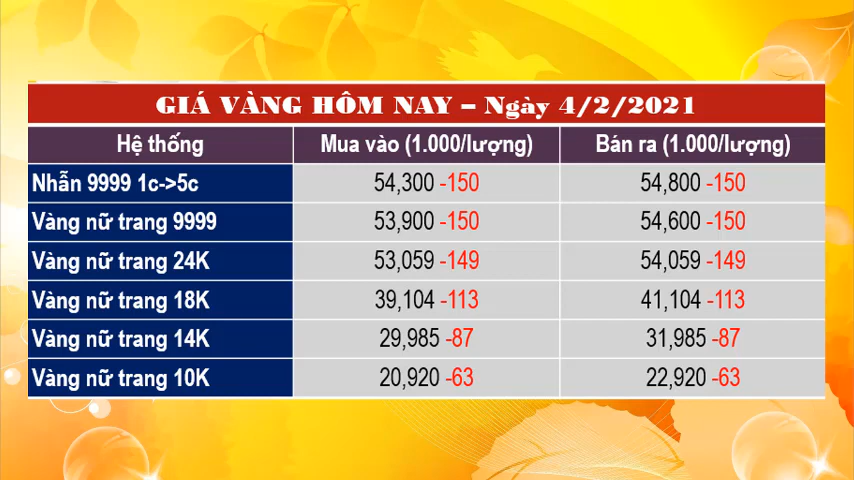 GIÁ VÀNG HÔM NAY – Ngày 4/2/2021
Hệ thống Mua vào (1.000/lượng) Bán ra (1.000/lượng)
Nhẫn 9999 1c->5c 54,300 -150 54,800 -150
Vàng nữ trang 9999 53,900 -150 54,600 -150
Vàng nữ trang 24K 53,059 -149 54,059 -149
Vàng nữ trang 18K 39,104 -113 41,104 -113
Vàng nữ trang 14K 29,985 -87 31,985 -87
Vàng nữ trang 10K 20,920 -63 22,920 -63